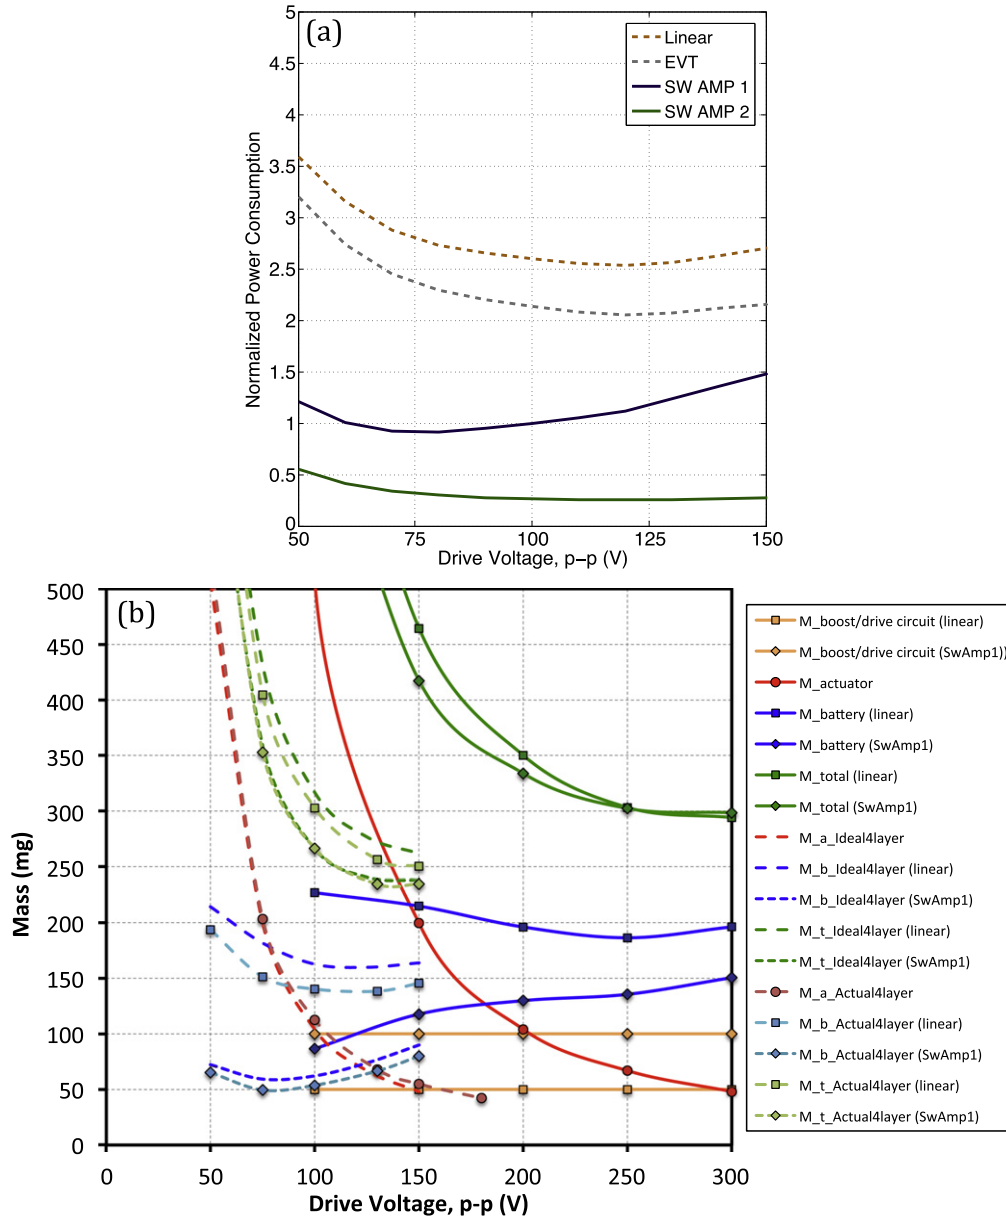 (a)
5
4.5
4
3.5
3
2.5
2
1.5
1
0.5
0
Normalized Power Consumption
Linear
EVT
SW AMP 1
SW AMP 2
50
75
100
125
150
Drive Voltage, p−p (V)
(b)
500
450
400
350
300
250
200
150
100
50
0
Mass (mg)
0
50
100
150
200
250
300
Drive Voltage, p-p (V)
M_boost/drive circuit (linear)
M_boost/drive circuit (SwAmp1))
M_actuator
M_battery (linear)
M_battery (SwAmp1)
M_total (linear)
M_total (SwAmp1)
M_a_Ideal4layer
M_b_Ideal4layer (linear)
M_b_Ideal4layer (SwAmp1)
M_t_Ideal4layer (linear)
M_t_Ideal4layer (SwAmp1)
M_a_Actual4layer
M_b_Actual4layer (linear)
M_b_Actual4layer (SwAmp1)
M_t_Actual4layer (linear)
M_t_Actual4layer (SwAmp1)